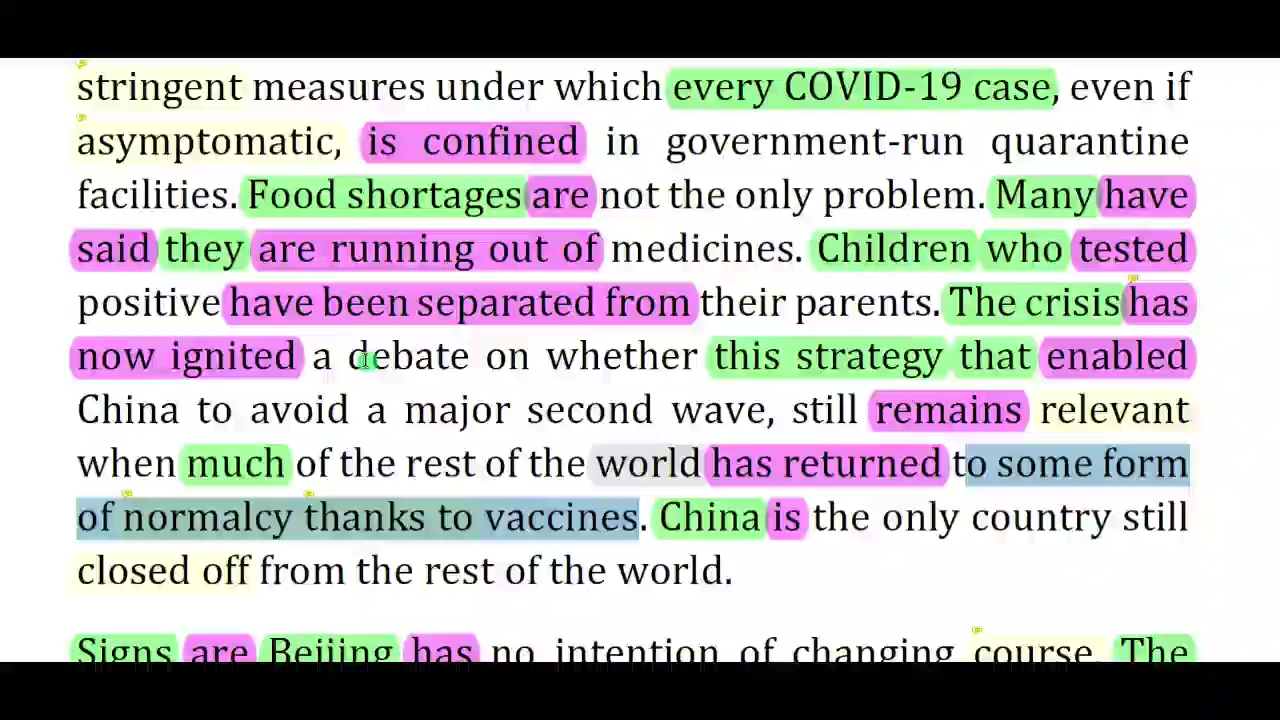 stringent measures under which every COVID-19 case, even if
asymptomatic, is confined in government-run quarantine
facilities. Food shortages are not the only problem. Many have
said they are running out of medicines. Children who tested
positive have been separated from their parents. The crisis has
now ignited a debate on whether this strategy that enabled
China to avoid a major second wave, still remains relevant
when much of the rest of the world has returned to some form
of normalcy thanks to vaccines. China is the only country still
closed off from the rest of the world.
Signs are Beijing has no intention of changing course. The